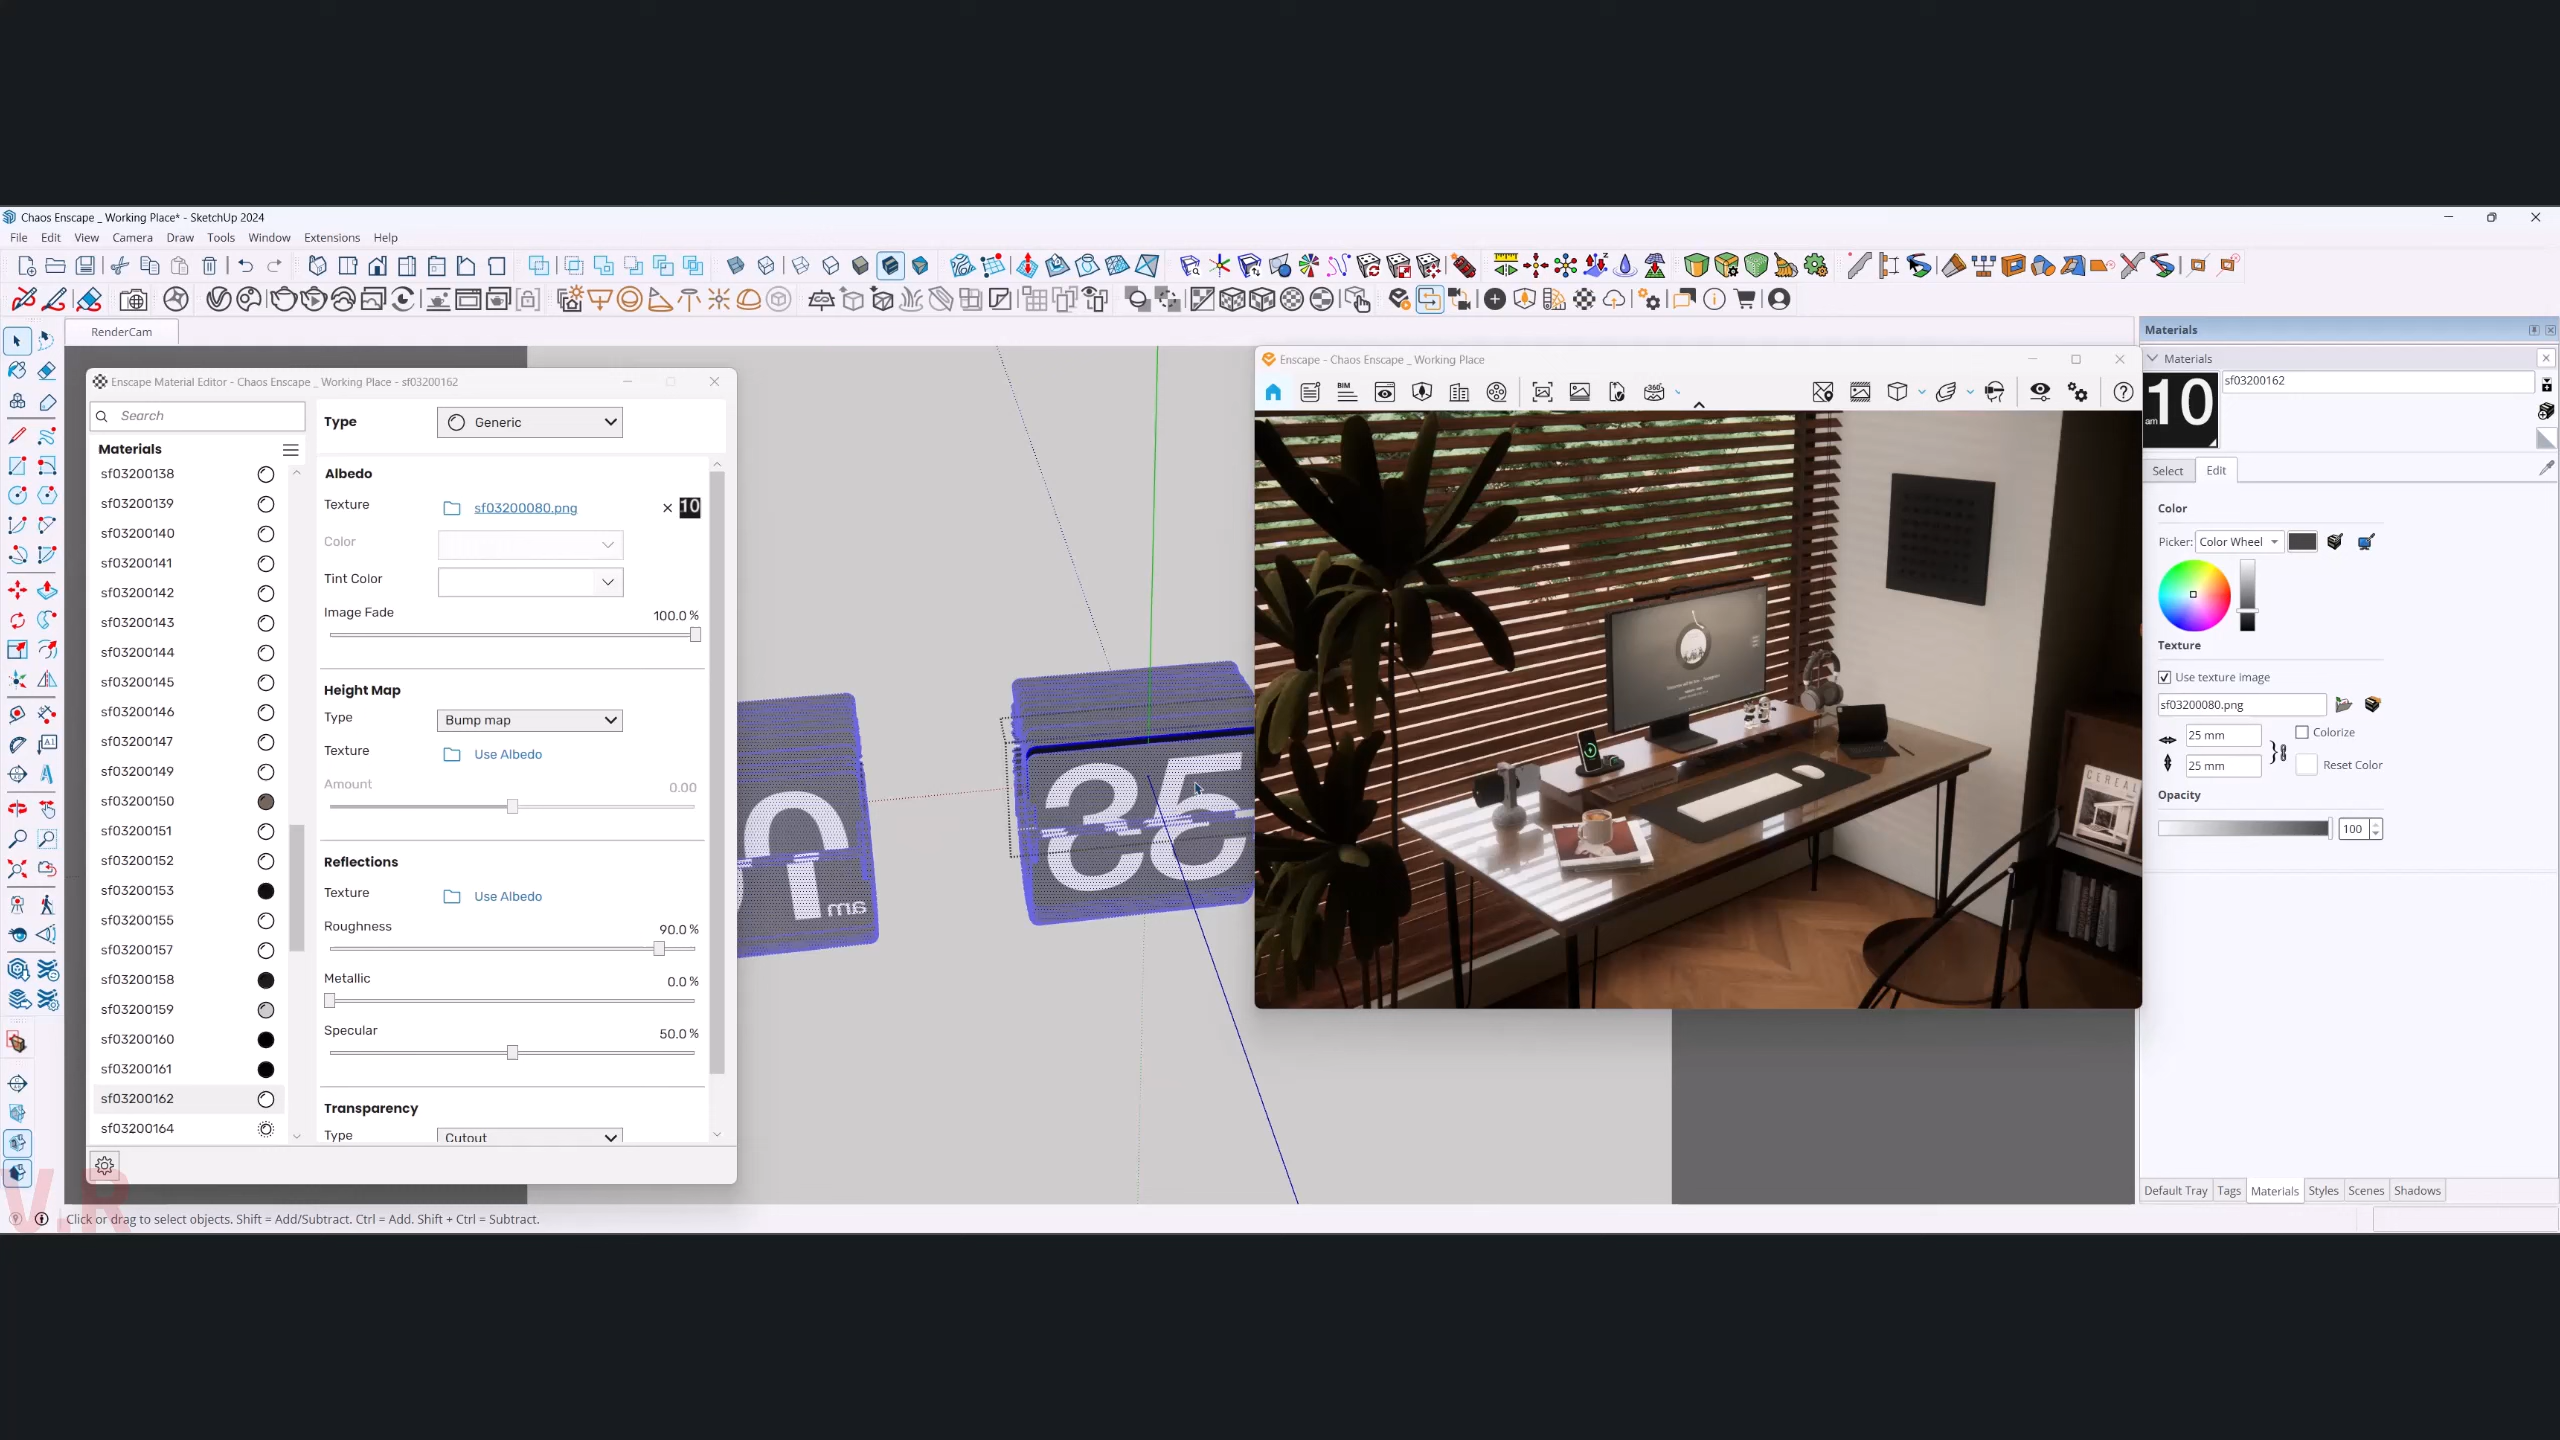 Chaos Enscape _ Working Place* - SketchUp 2024
File Edit View Camera Draw Tools Window Extensions Help
RenderCam
Enscape Material Editor - Chaos Enscape _ Working Place - sf03200162
Search
Materials
sf03200138
sf03200139
sf03200140
sf03200141
sf03200142
sf03200143
sf03200144
sf03200145
sf03200146
sf03200147
sf03200149
sf03200150
sf03200151
sf03200152
sf03200153
sf03200155
sf03200157
sf03200158
sf03200159
sf03200160
sf03200161
sf03200162
sf03200164
Type Generic
Albedo
Texture sf03200080.png × 10
Color
Tint Color
Image Fade 100.0 %
Height Map
Type Bump map
Texture Use Albedo
Amount 0.00
Reflections
Texture Use Albedo
Roughness 90.0 %
Metallic 0.0 %
Specular 50.0 %
Transparency
Type Cutout
am
35
Enscape - Chaos Enscape _ Working Place
BIM
360°
CEREAL
Materials
Materials
10
am
sf03200162
Select Edit
Color
Picker: Color Wheel
Texture
Use texture image
sf03200080.png
25 mm Colorize
25 mm Reset Color
Opacity
100
Default Tray Tags Materials Styles Scenes Shadows
V.R
Click or drag to select objects. Shift = Add/Subtract. Ctrl = Add. Shift + Ctrl = Subtract.